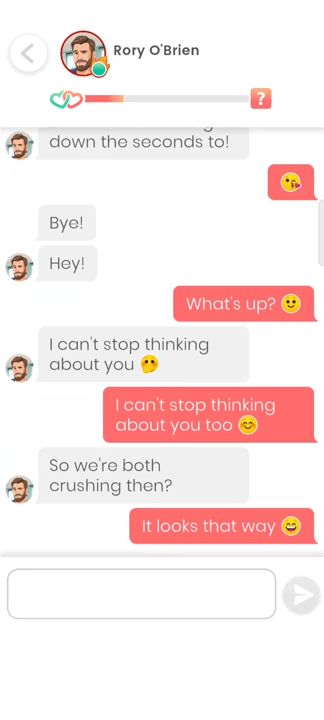 Rory O'Brien
?
down the seconds to!
😘
Bye!
Hey!
What's up? 🙂
I can't stop thinking
about you 🤭
I can't stop thinking
about you too 😊
So we're both
crushing then?
It looks that way 😄